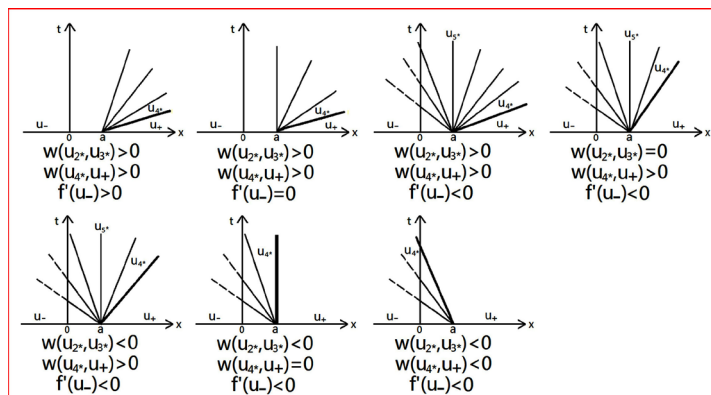 t t t u₅* t u₅*
u₄* u₄* u₄* u₄*
u₋ 0 a u₊ x u₋ 0 a u₊ x u₋ 0 a u₊ x u₋ 0 a u₊ x
w(u₂*,u₃*)>0 w(u₂*,u₃*)>0 w(u₂*,u₃*)>0 w(u₂*,u₃*)=0
w(u₄*,u₊)>0 w(u₄*,u₊)>0 w(u₄*,u₊)>0 w(u₄*,u₊)>0
f'(u₋)>0 f'(u₋)=0 f'(u₋)<0 f'(u₋)<0
t u₅* t t
u₄* u₄* u₄*
u₋ 0 a u₊ x u₋ 0 a u₊ x u₋ 0 a u₊ x
w(u₂*,u₃*)<0 w(u₂*,u₃*)<0 w(u₂*,u₃*)<0
w(u₄*,u₊)>0 w(u₄*,u₊)=0 w(u₄*,u₊)<0
f'(u₋)<0 f'(u₋)<0 f'(u₋)<0